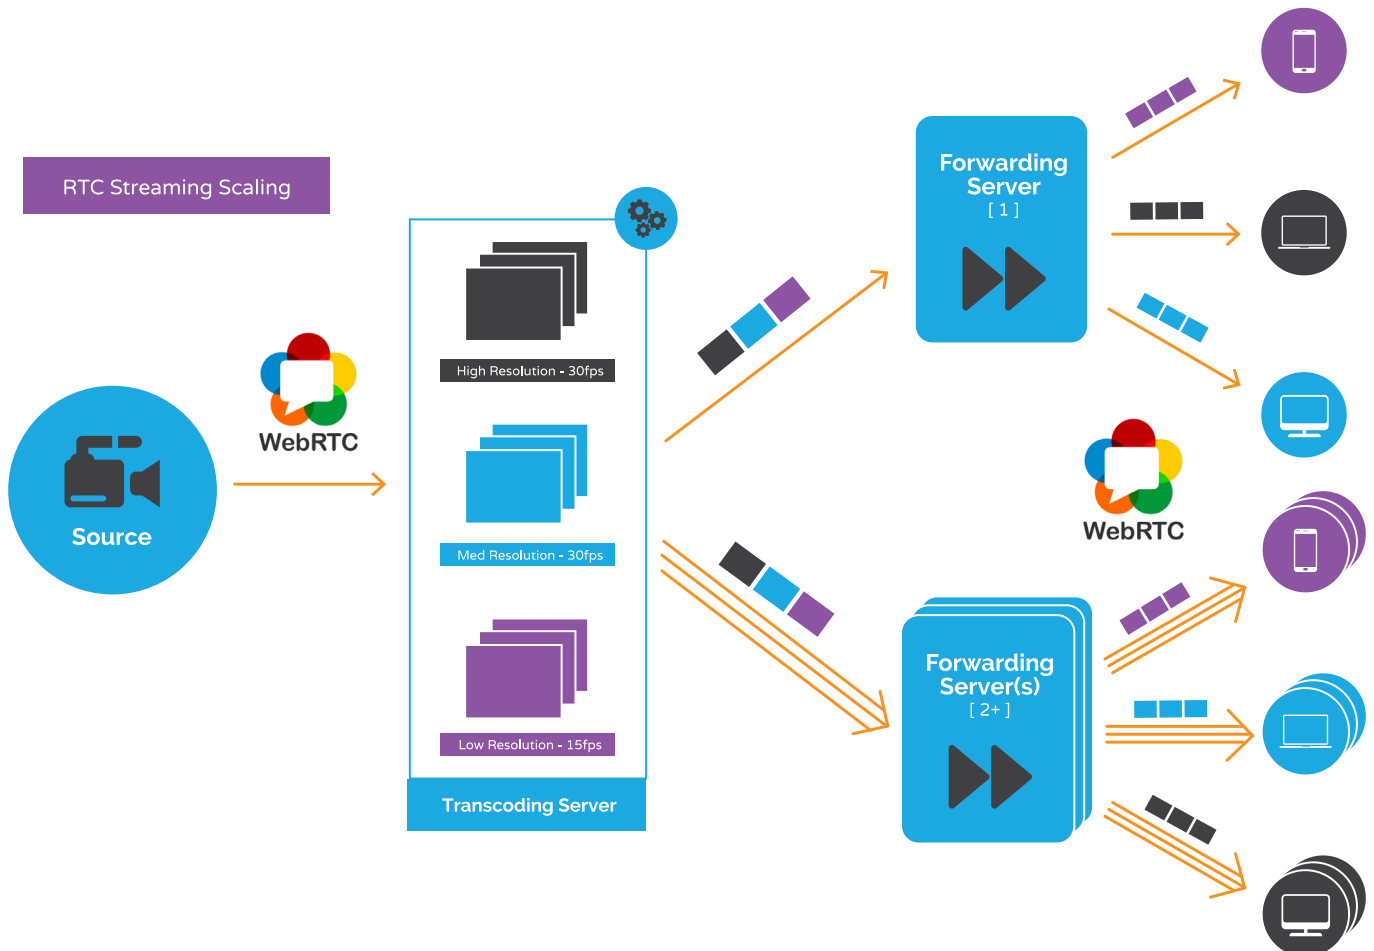 RTC Streaming Scaling
Source
WebRTC
High Resolution - 30fps
Med Resolution - 30fps
Low Resolution - 15fps
Transcoding Server
Forwarding
Server
[ 1 ]
WebRTC
Forwarding
Server(s)
[ 2+ ]